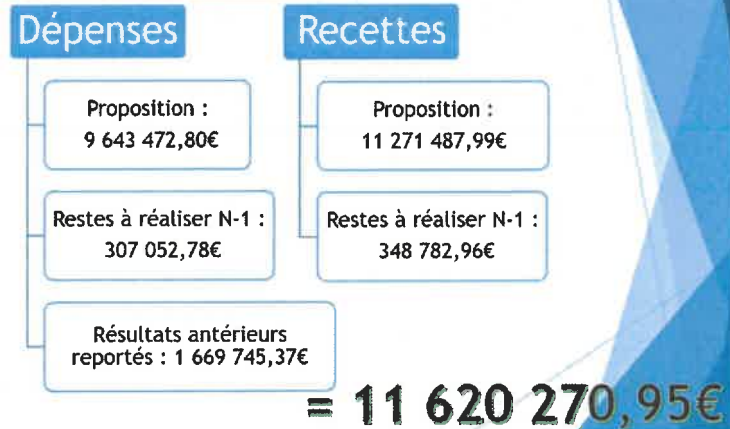 Dépenses
Proposition :
9 643 472,80€
Restes à réaliser N-1 :
307 052,78€
Résultats antérieurs
reportés : 1 669 745,37€
Recettes
Proposition :
11 271 487,99€
Restes à réaliser N-1 :
348 782,96€
= 11 620 270,95€